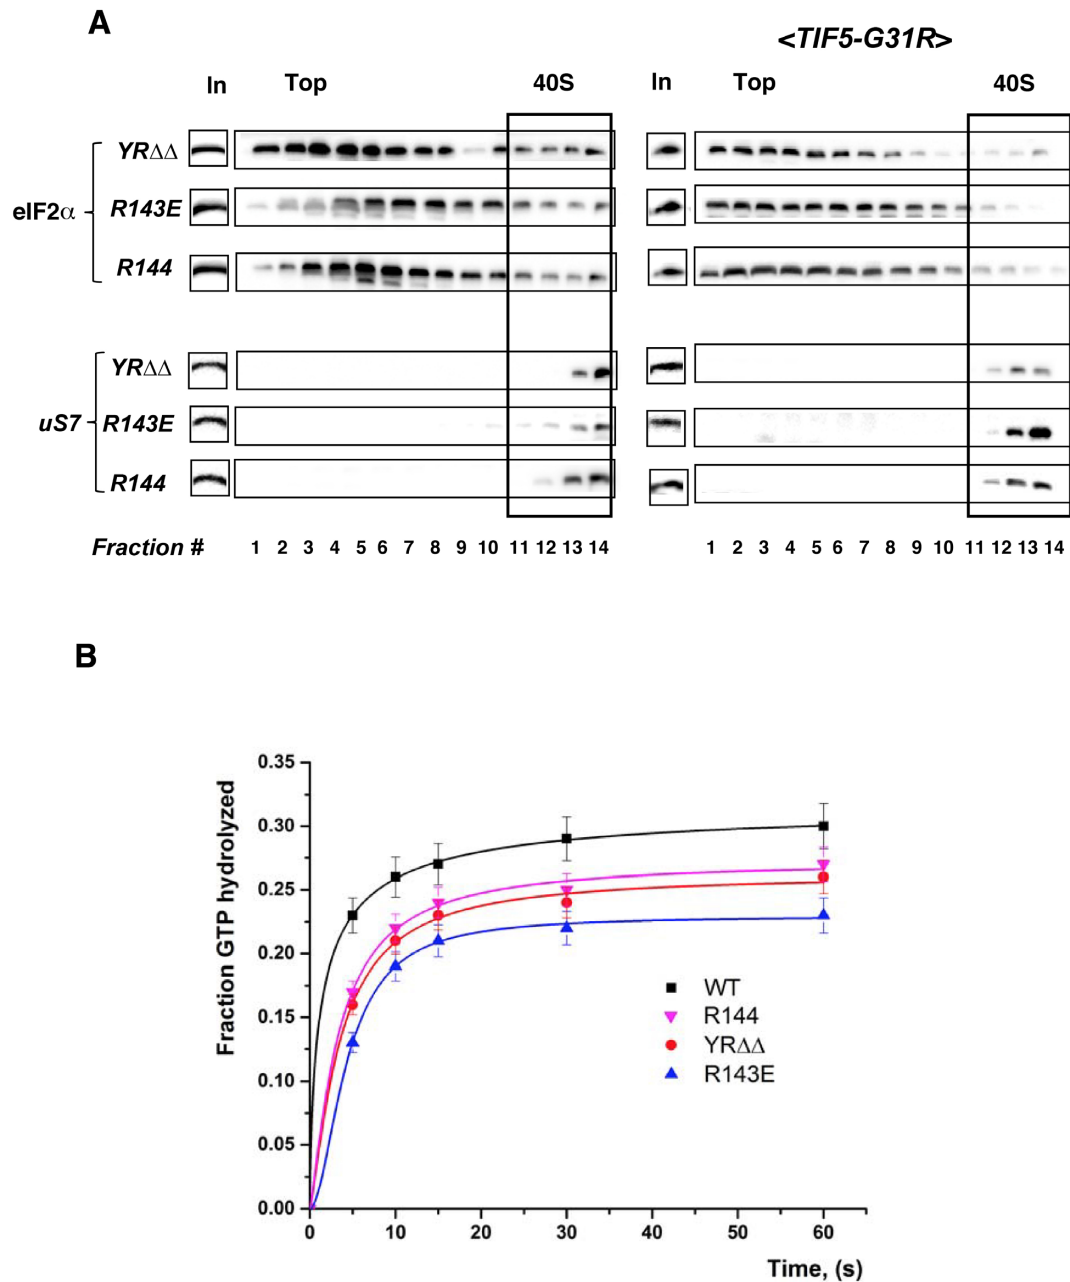 A
<TIF5-G31R>
In Top 40S In Top 40S
YRΔΔ
eIF2α R143E
R144
YRΔΔ
uS7 R143E
R144
Fraction # 1 2 3 4 5 6 7 8 9 10 11 12 13 14 1 2 3 4 5 6 7 8 9 10 11 12 13 14
B
0.35
0.30
0.25
0.20
0.15
0.10
0.05
0.00
Fraction GTP hydrolyzed
WT
R144
YRΔΔ
R143E
0 10 20 30 40 50 60
Time, (s)